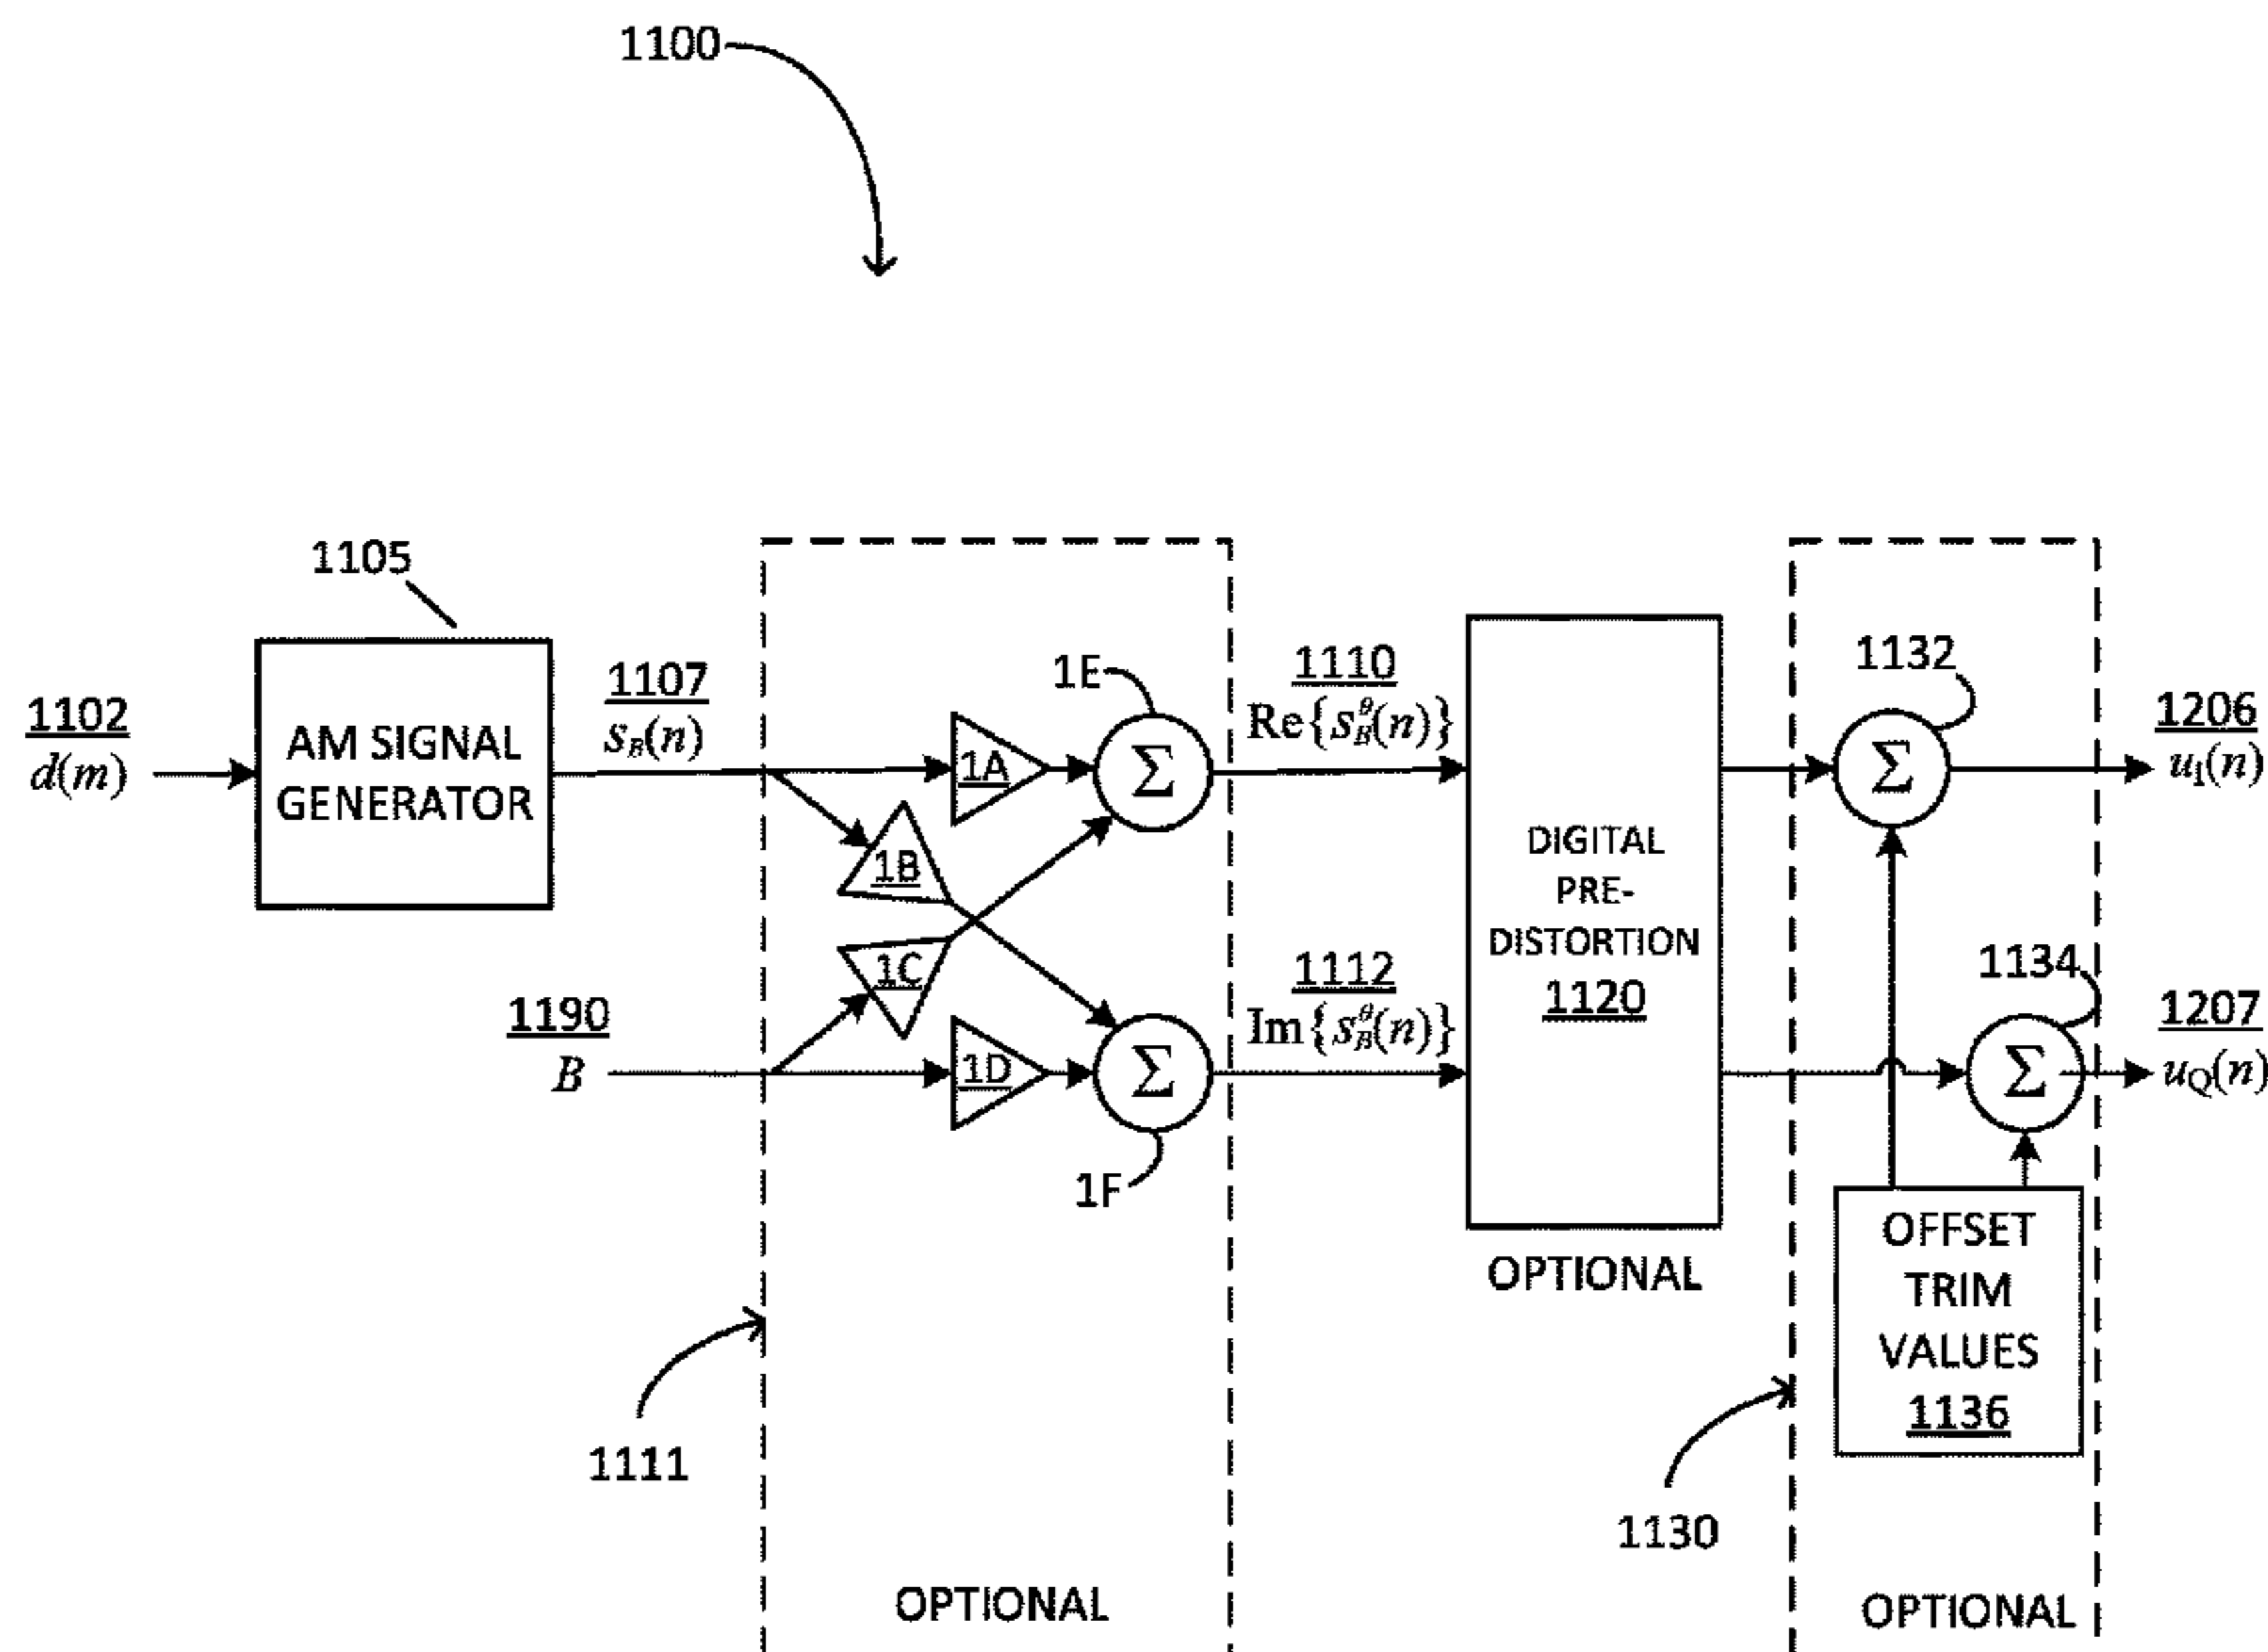 1100
1105
1102
d(m)
AM SIGNAL
GENERATOR
1107
s_B(n)
1190
B
1A
1B
1C
1D
1E
Σ
Σ
1F
1111
OPTIONAL
1110
Re{s_B^θ(n)}
1112
Im{s_B^θ(n)}
DIGITAL
PRE-
DISTORTION
1120
OPTIONAL
1132
Σ
1134
Σ
OFFSET
TRIM
VALUES
1136
1130
OPTIONAL
1206
u_I(n)
1207
u_Q(n)